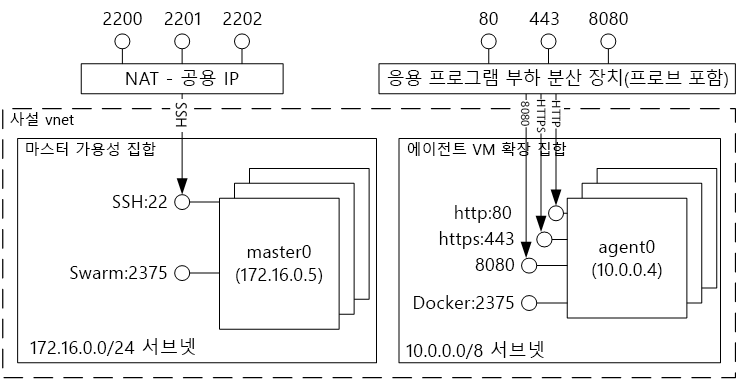 2200 2201 2202
80 443 8080
NAT - 공용 IP
응용 프로그램 부하 분산 장치(프로브 포함)
SSH
8080
HTTPS
HTTP
사설 vnet
마스터 가용성 집합
SSH:22
Swarm:2375
master0
(172.16.0.5)
172.16.0.0/24 서브넷
에이전트 VM 확장 집합
http:80
https:443
8080
Docker:2375
agent0
(10.0.0.4)
10.0.0.0/8 서브넷